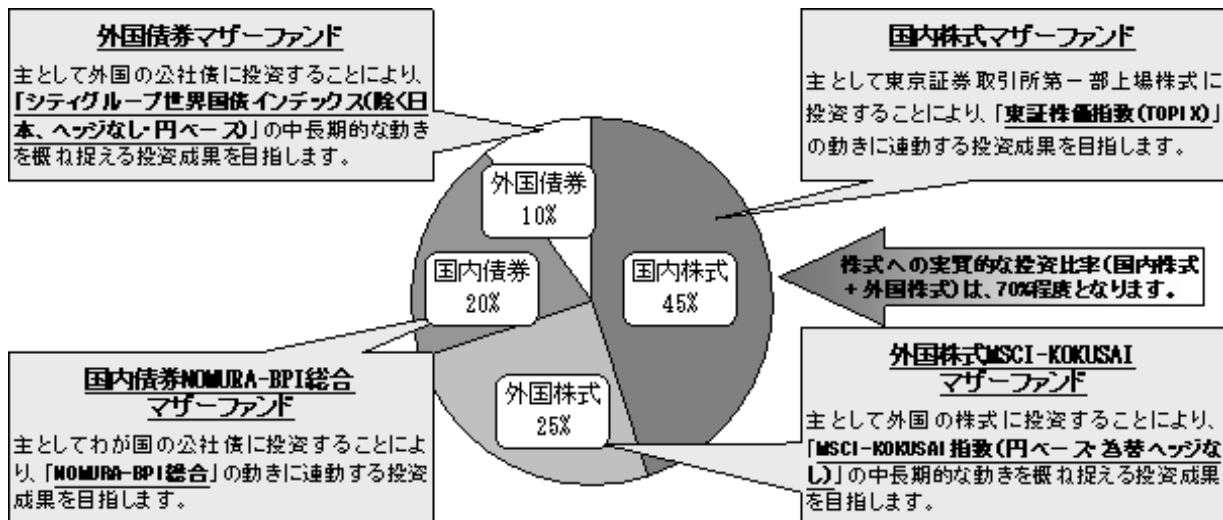 外国債券マザーファンド
主として外国の公社債に投資することにより、
「シティグループ世界国債インデックス(除く日
本、ヘッジなし・円ベース)」の中長期的な動き
を概ね捉える投資成果を目指します。
国内株式マザーファンド
主として東京証券取引所第一部上場株式に
投資することにより、「東証株価指数(TOPIX)」
の動きに連動する投資成果を目指します。
外国債券
10%
国内債券
20%
国内株式
45%
外国株式
25%
株式への実質的な投資比率(国内株式
+外国株式)は、70%程度となります。
国内債券NOMURA-BPI総合
マザーファンド
主としてわが国の公社債に投資することによ
り、「NOMURA-BPI総合」の動きに連動する投資
成果を目指します。
外国株式MSCI-KOKUSAI
マザーファンド
主として外国の株式に投資することにより、
「MSCI-KOKUSAI指数(円ベース・為替ヘッジな
し)」の中長期的な動きを概ね捉える投資成果
を目指します。